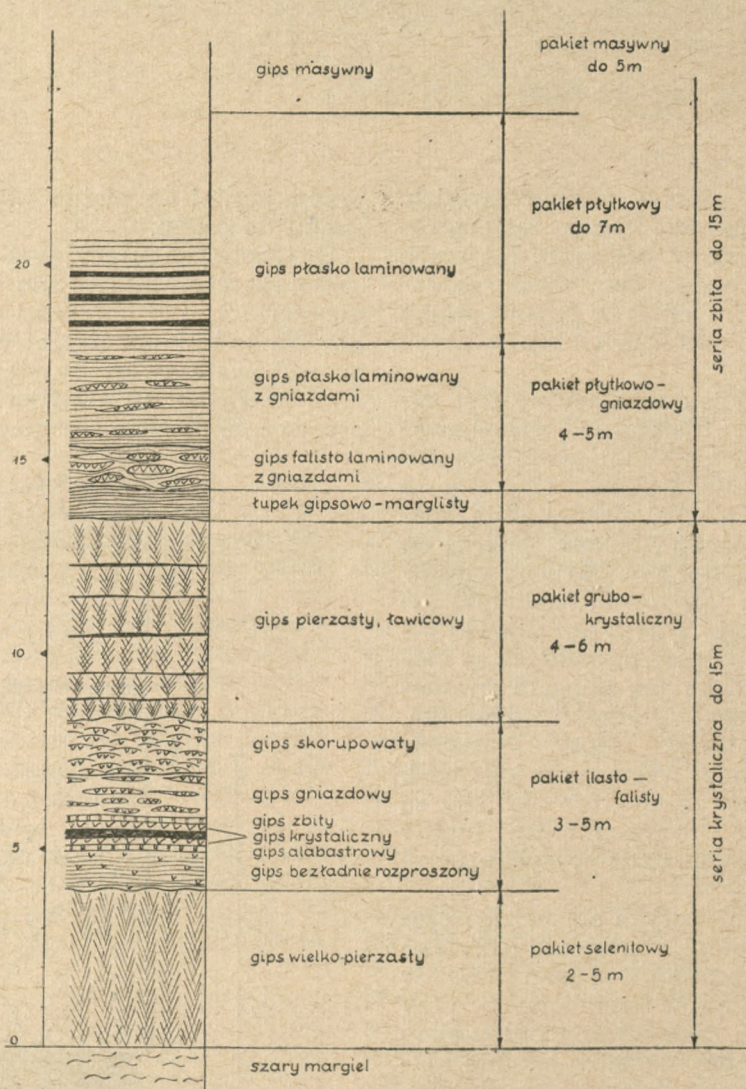 gips masywny
pakiet masywny
do 5m
pakiet płytkowy
do 7m
seria zbita do 15m
20
gips płasko laminowany
gips płasko laminowany
z gniazdami
pakiet płytkowo-
gniazdowy
4-5m
15
gips falisto laminowany
z gniazdami
łupek gipsowo-marglisty
pakiet grubo-
krystaliczny
4-6 m
gips pierzasty, ławicowy
10
seria krystaliczna do 15m
gips skorupowaty
pakiet ilasto-
falisty
3-5m
gips gniazdowy
gips zbity
gips krystaliczny
5
gips alabastrowy
gips bezładnie rozproszony
gips wielko-pierzasty
pakiet selenitowy
2-5 m
0
szary margiel